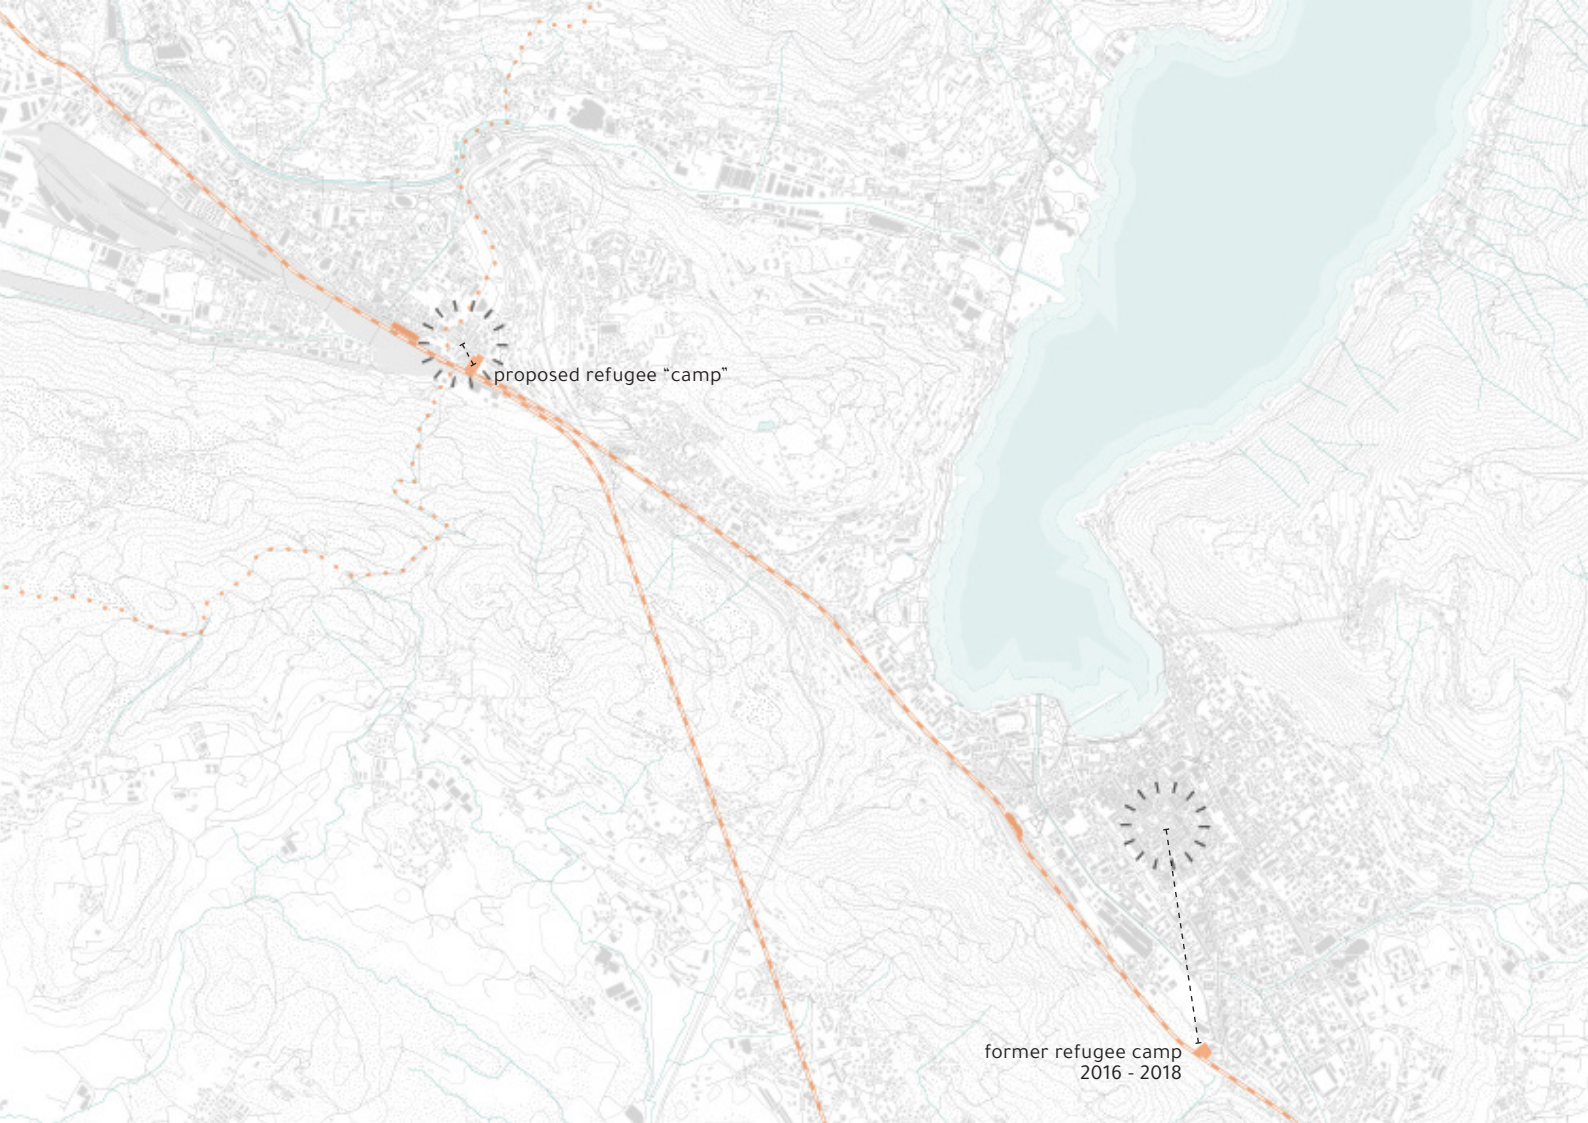 proposed refugee “camp”
former refugee camp
2016 - 2018